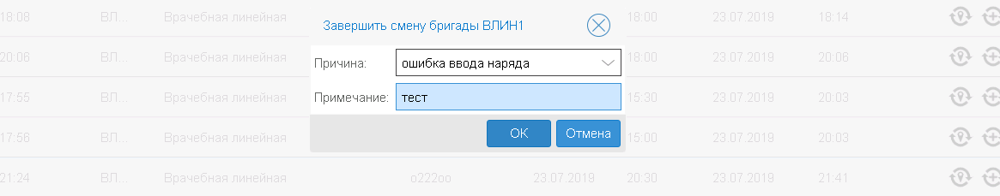 18:08 ВЛ... Врачебная линейная 18:00 23.07.2019 18:14
Завершить смену бригады ВЛИН1
20:06 ВЛ... Врачебная линейная 18:00 23.07.2019 20:06
Причина: ошибка ввода наряда
17:55 ВЛ... Врачебная линейная 15:30 23.07.2019 20:03
Примечание: тест
17:56 ВЛ... Врачебная линейная 15:00 23.07.2019 20:03
ОК Отмена
21:24 ВЛ... Врачебная линейная о222оо 23.07.2019 20:30 23.07.2019 21:41